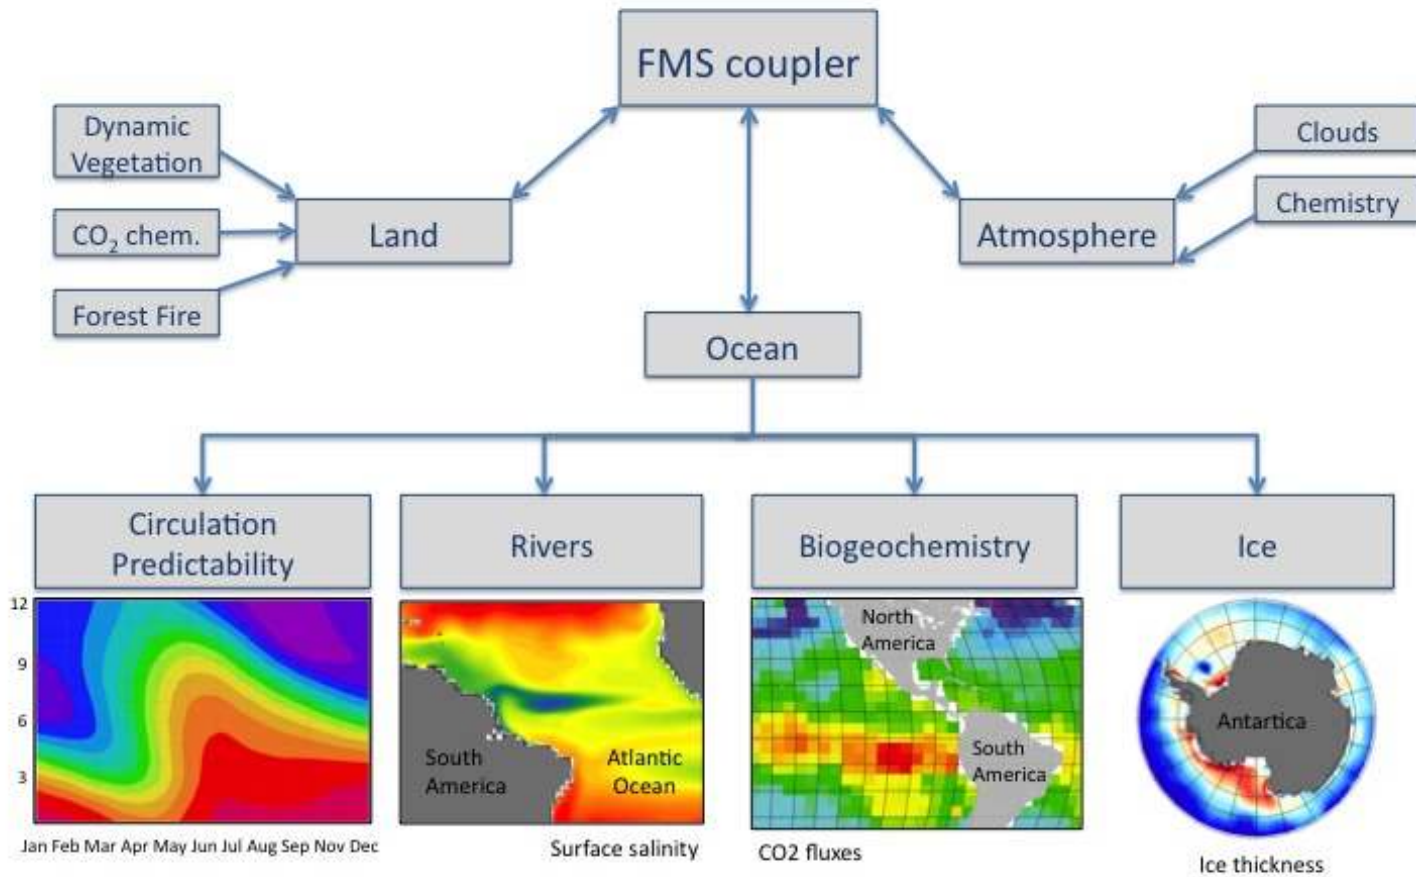 FMS coupler
Dynamic
Vegetation
CO₂ chem.
Forest Fire
Land
Clouds
Chemistry
Atmosphere
Ocean
Circulation
Predictability
Rivers
Biogeochemistry
Ice
12
9
6
3
Jan Feb Mar Apr May Jun Jul Aug Sep Nov Dec
South
America
Atlantic
Ocean
Surface salinity
North
America
South
America
CO2 fluxes
Antartica
Ice thickness